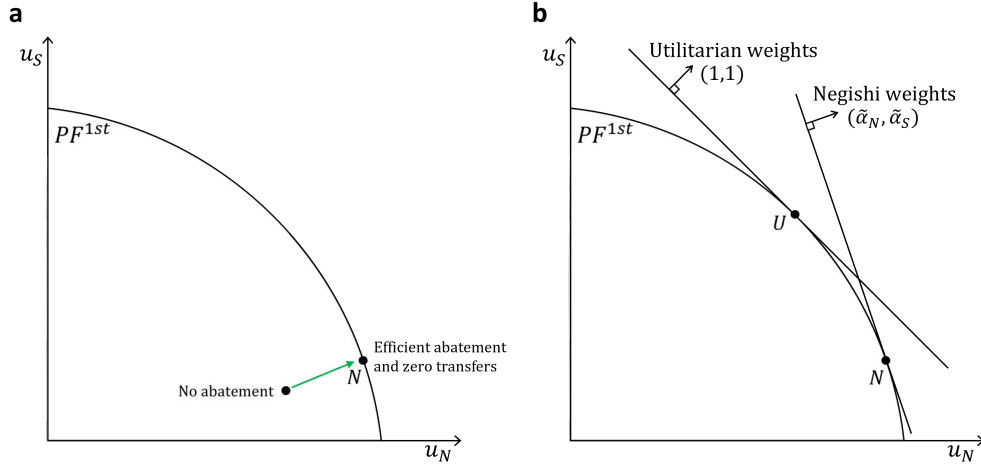 a
u_S
PF^{1st}
Efficient abatement
and zero transfers
N
No abatement
u_N
b
u_S
Utilitarian weights
(1,1)
Negishi weights
(α̃_N, α̃_S)
PF^{1st}
U
N
u_N